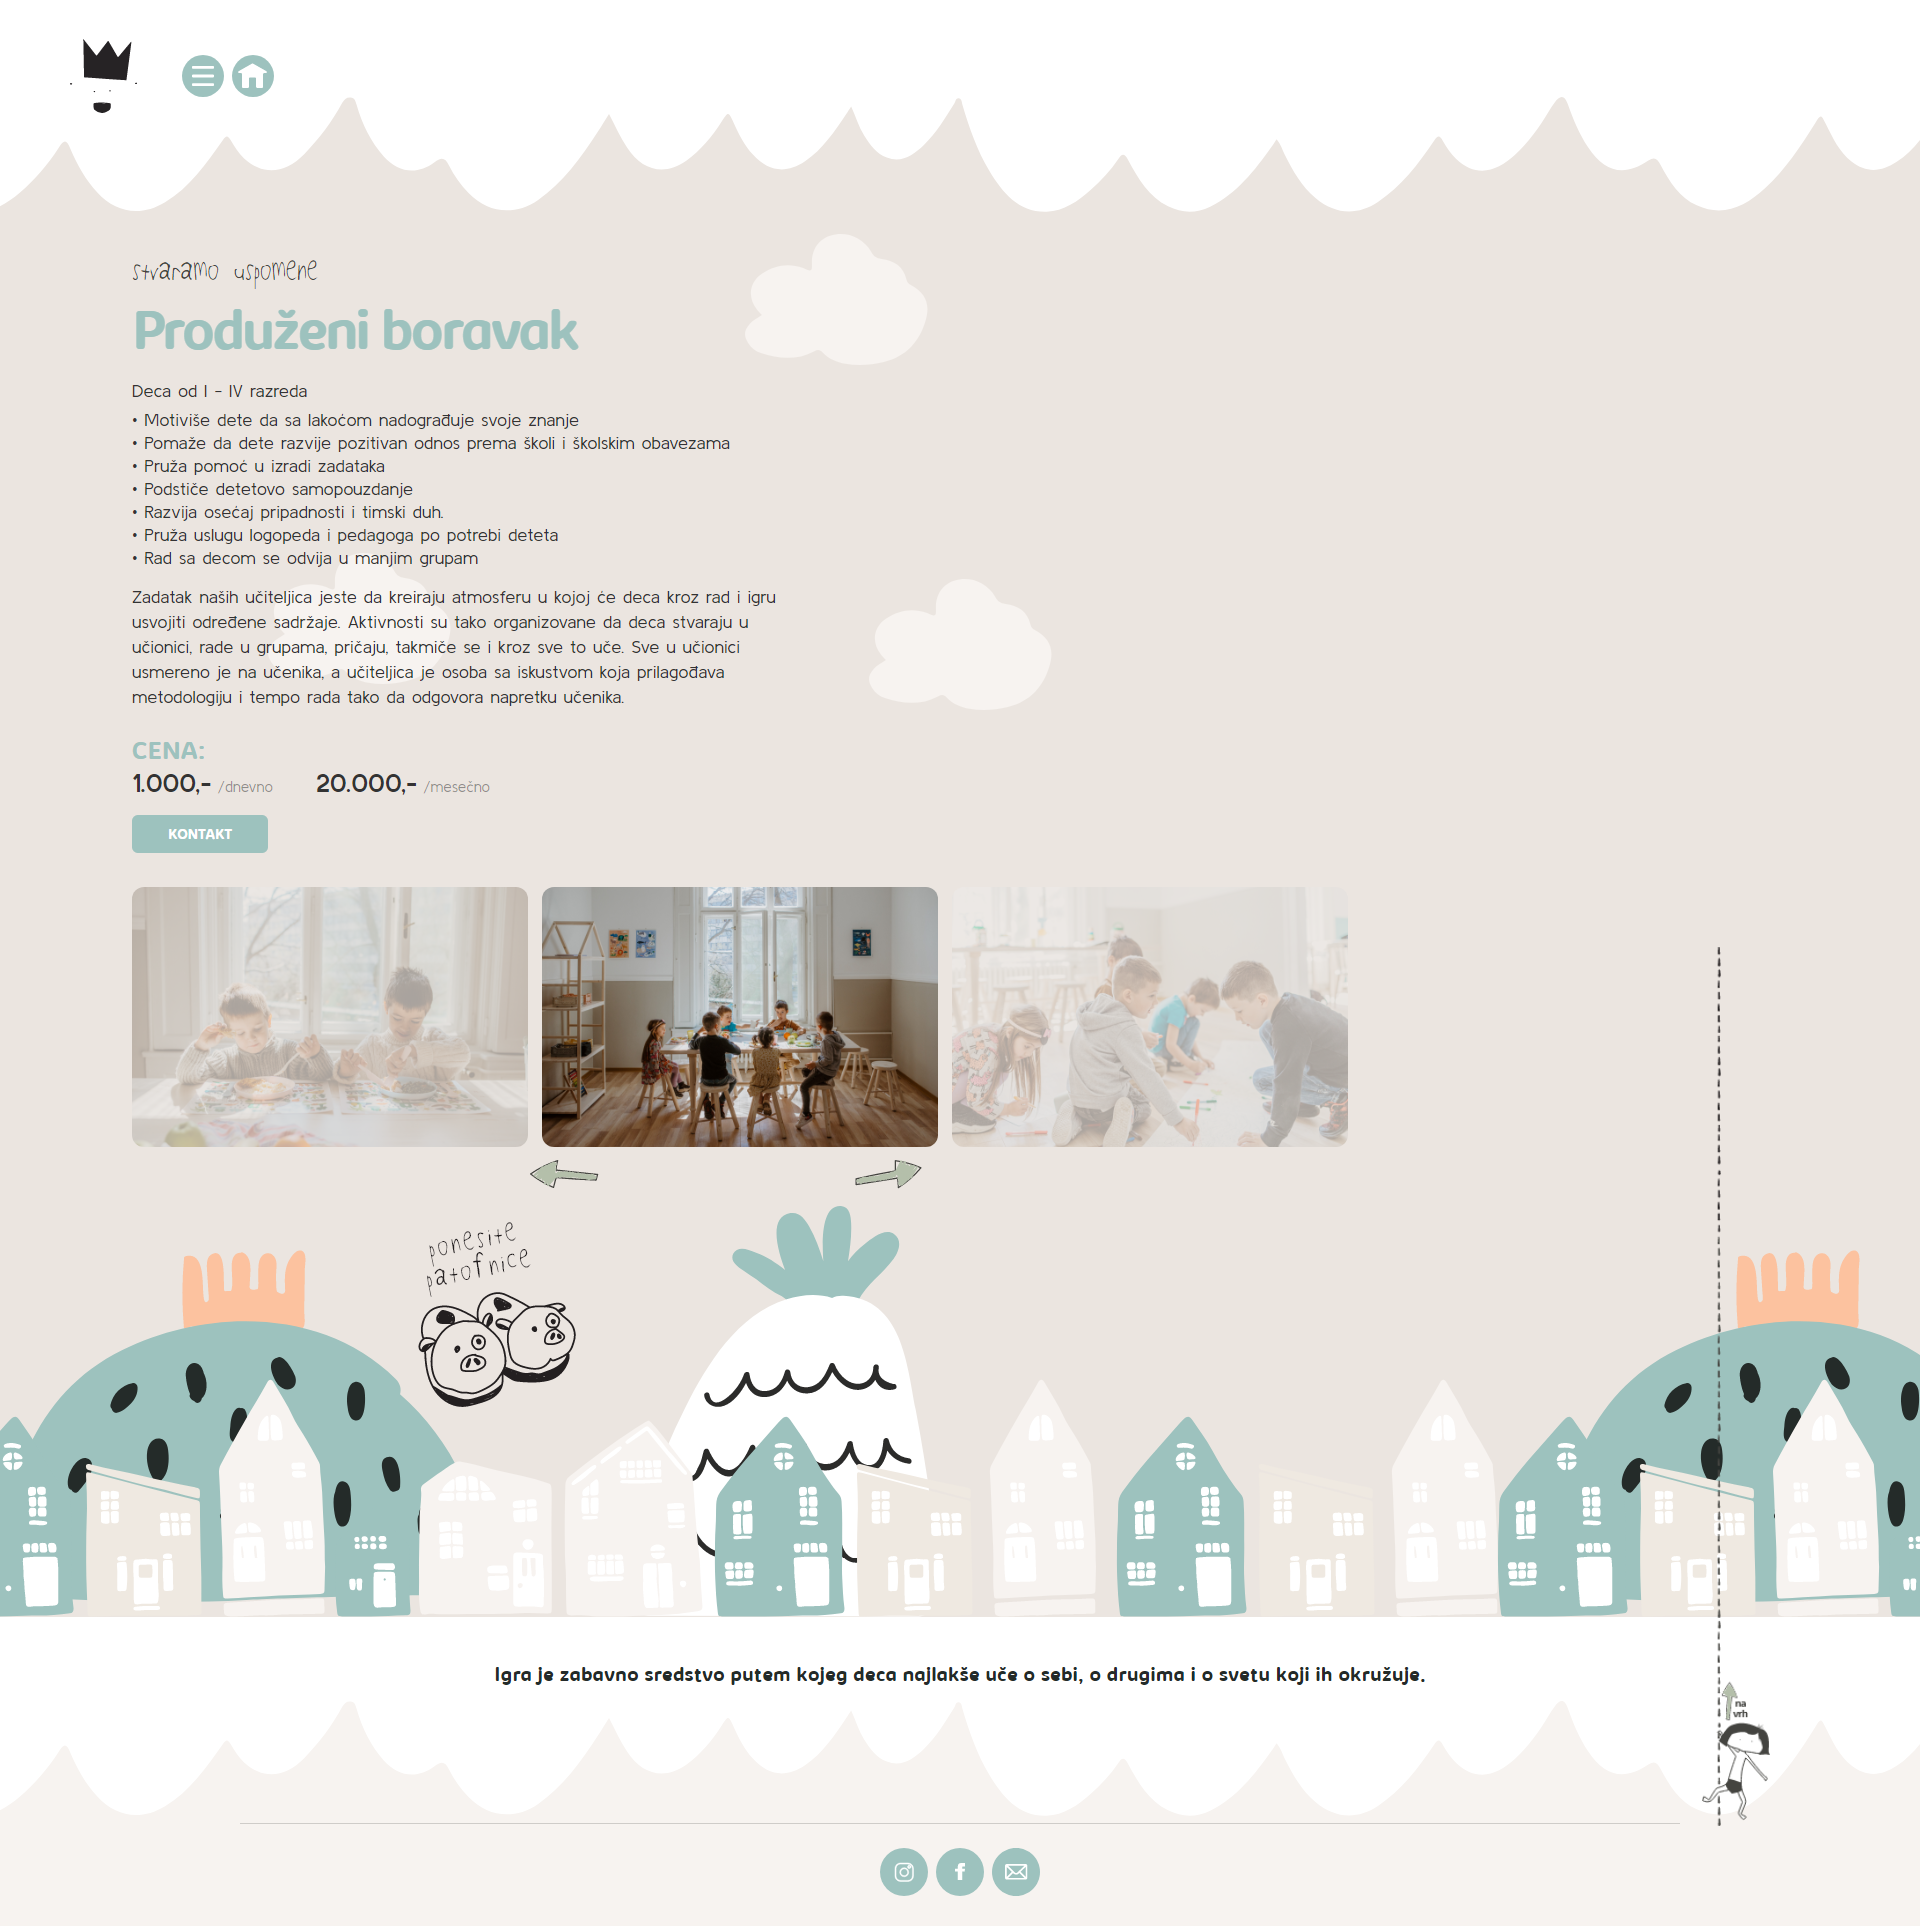 stvaramo uspomene
Produženi boravak
Deca od I - IV razreda
• Motiviše dete da sa lakoćom nadograđuje svoje znanje
• Pomaže da dete razvije pozitivan odnos prema školi i školskim obavezama
• Pruža pomoć u izradi zadataka
• Podstiče detetovo samopouzdanje
• Razvija osećaj pripadnosti i timski duh.
• Pruža uslugu logopeda i pedagoga po potrebi deteta
• Rad sa decom se odvija u manjim grupam
Zadatak naših učiteljica jeste da kreiraju atmosferu u kojoj će deca kroz rad i igru
usvojiti određene sadržaje. Aktivnosti su tako organizovane da deca stvaraju u
učionici, rade u grupama, pričaju, takmiče se i kroz sve to uče. Sve u učionici
usmereno je na učenika, a učiteljica je osoba sa iskustvom koja prilagođava
metodologiju i tempo rada tako da odgovora napretku učenika.
CENA:
1.000,- /dnevno 20.000,- /mesečno
KONTAKT
ponesite
patofnice
Igra je zabavno sredstvo putem kojeg deca najlakše uče o sebi, o drugima i o svetu koji ih okružuje.
na
vrh